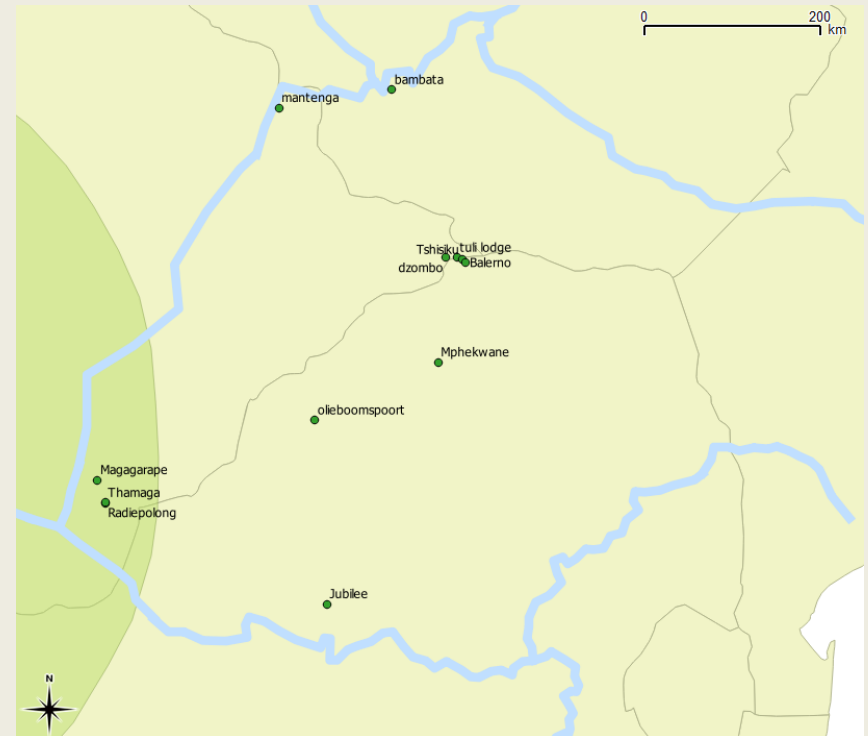 0 200
km
bambata
mantenga
Tshisiku tuli lodge
dzombo Balerno
Mphekwane
olieboomspoort
Magagarape
Thamaga
Radiepolong
Jubilee
N